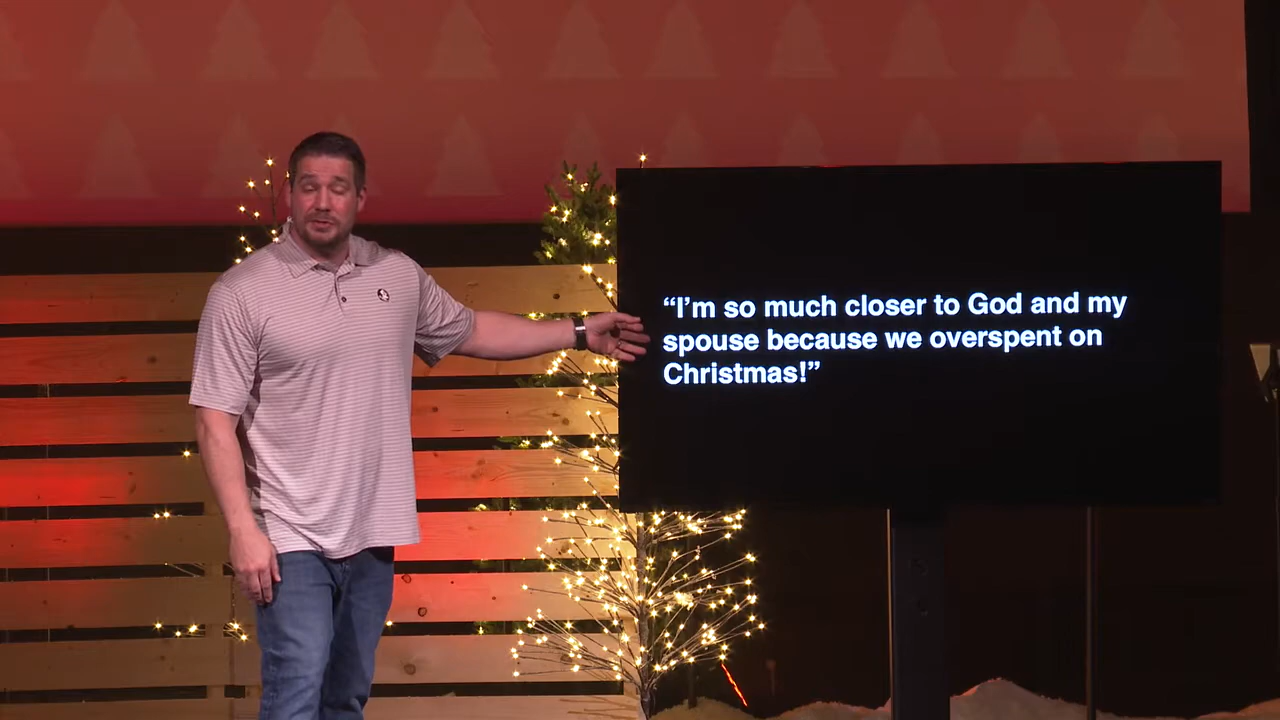 “I’m so much closer to God and my
spouse because we overspent on
Christmas!”